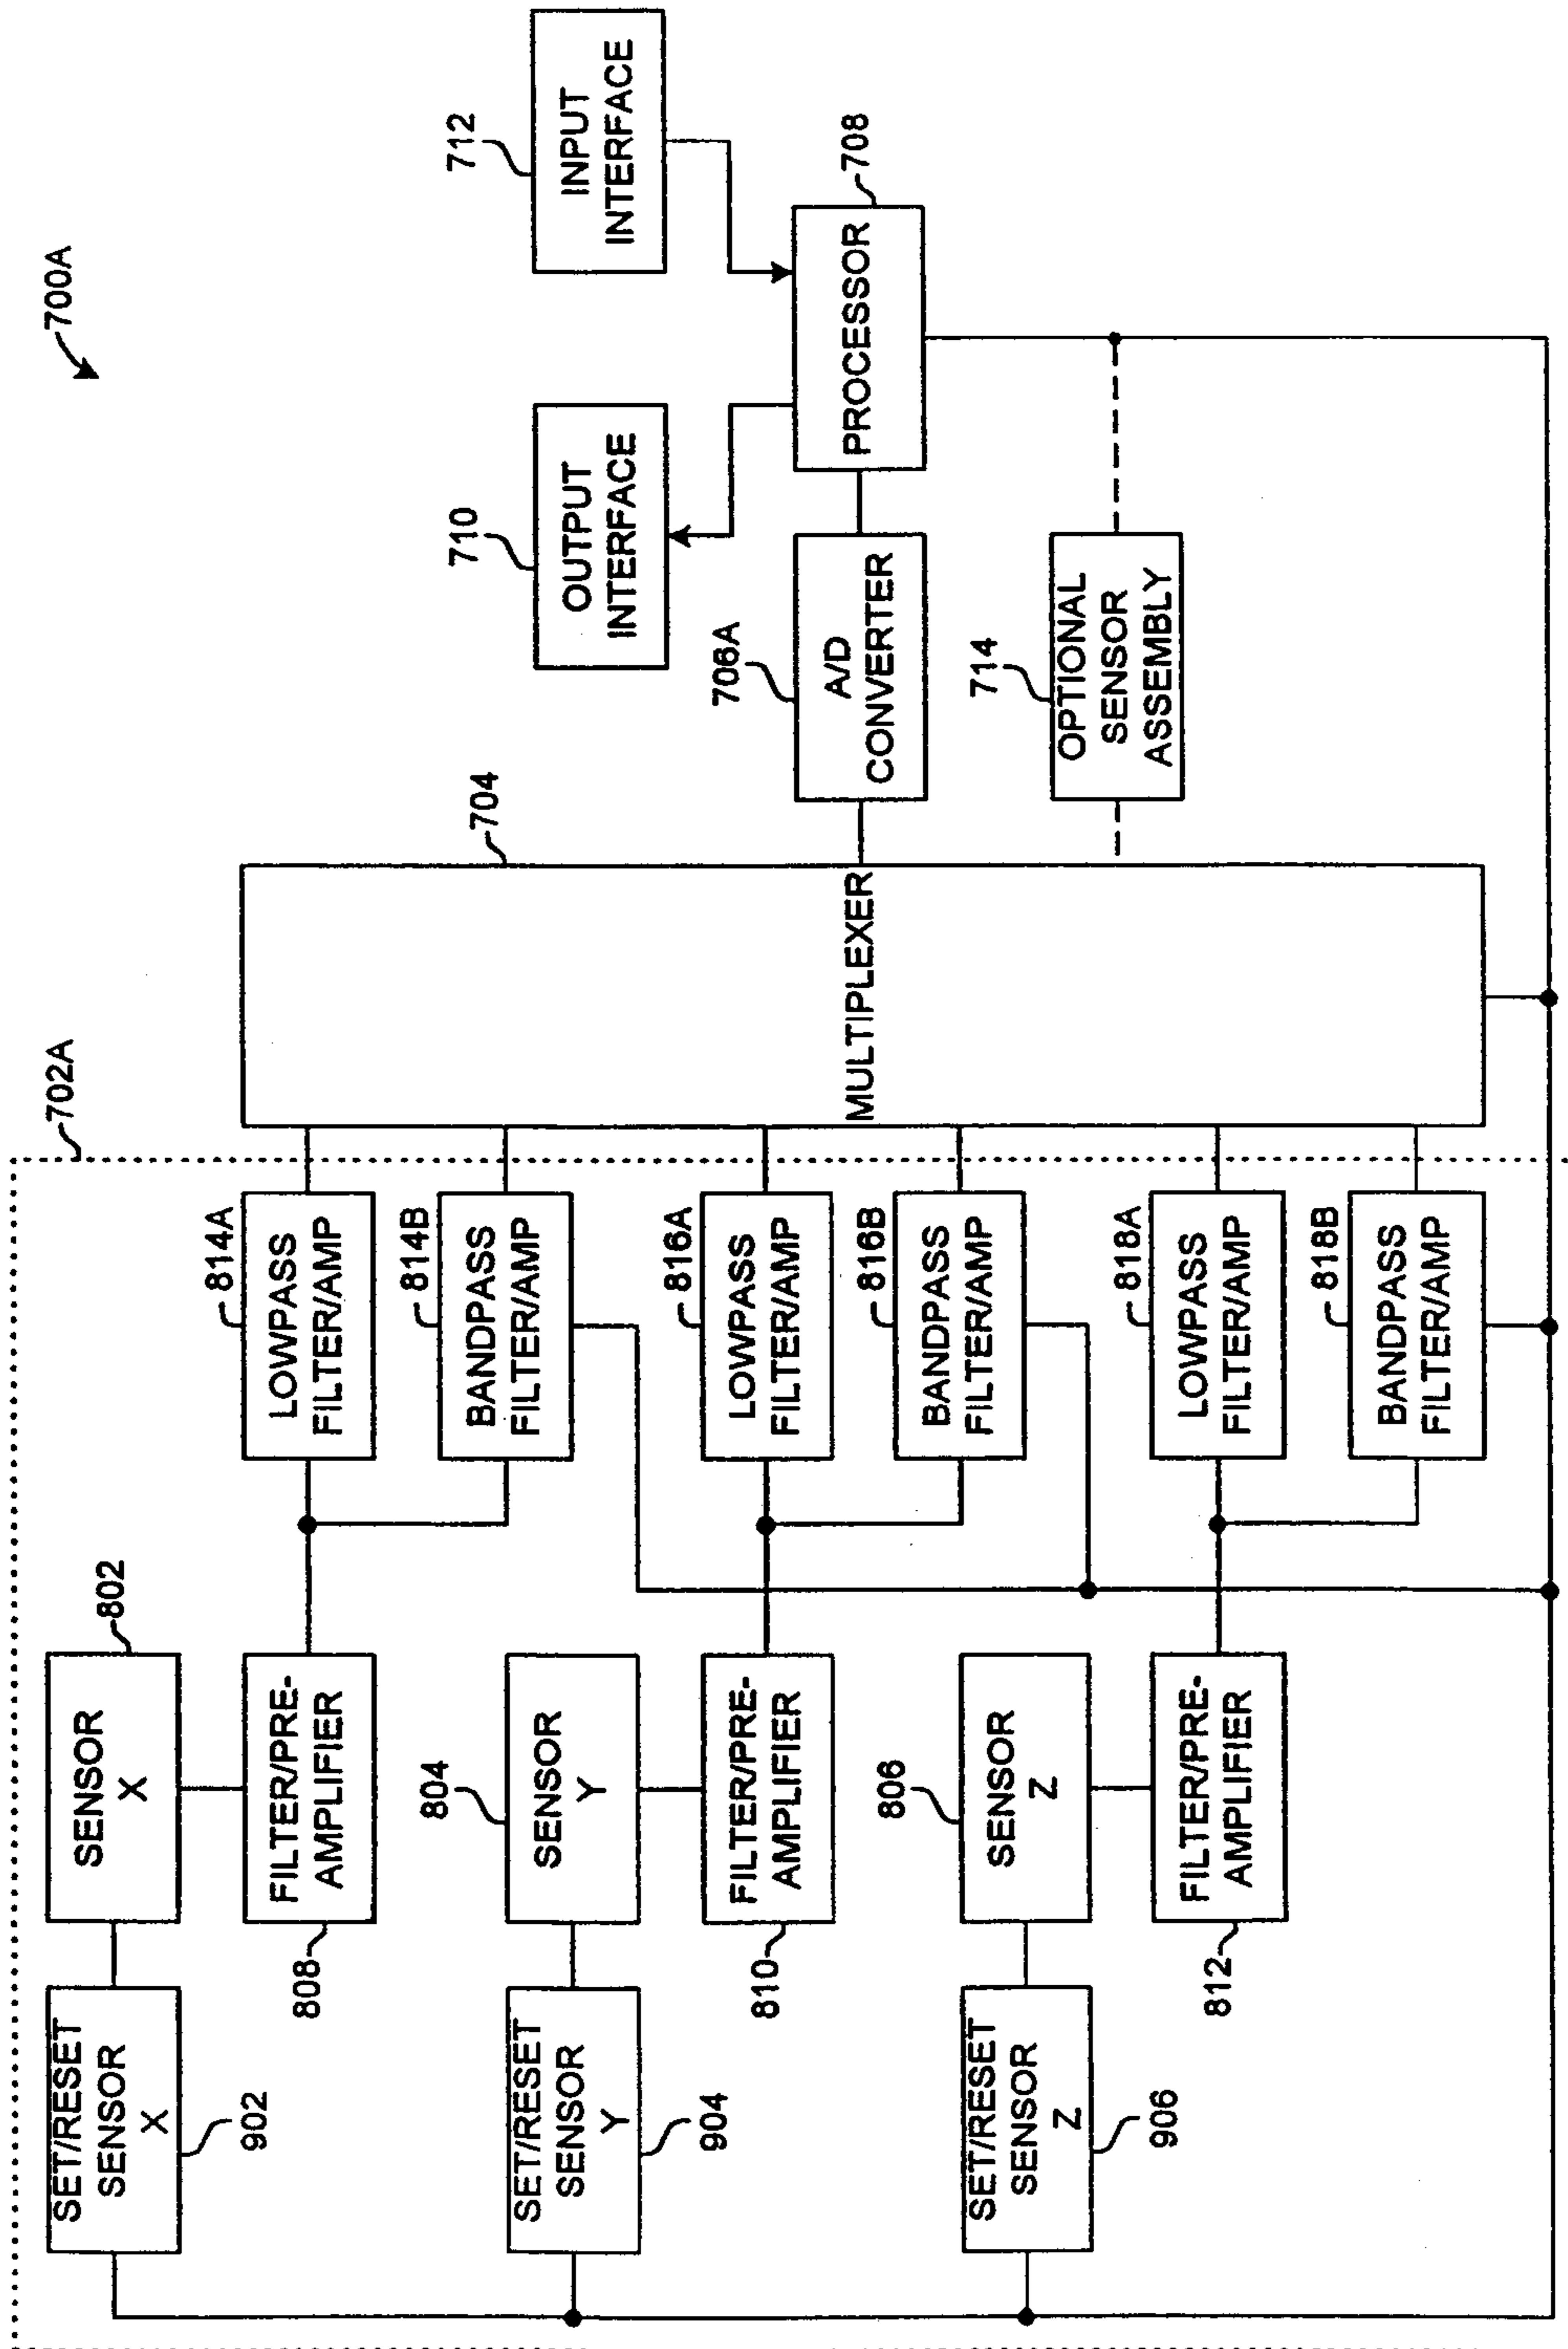 700A
702A
SET/RESET
SENSOR
X
902
SENSOR
X
802
FILTER/PRE-
AMPLIFIER
808
LOWPASS
FILTER/AMP
814A
BANDPASS
FILTER/AMP
814B
SET/RESET
SENSOR
Y
904
SENSOR
Y
804
FILTER/PRE-
AMPLIFIER
810
LOWPASS
FILTER/AMP
816A
BANDPASS
FILTER/AMP
816B
SET/RESET
SENSOR
Z
906
SENSOR
Z
806
FILTER/PRE-
AMPLIFIER
812
LOWPASS
FILTER/AMP
818A
BANDPASS
FILTER/AMP
818B
MULTIPLEXER
704
OUTPUT
INTERFACE
710
INPUT
INTERFACE
712
A/D
CONVERTER
706A
PROCESSOR
708
OPTIONAL
SENSOR
ASSEMBLY
714